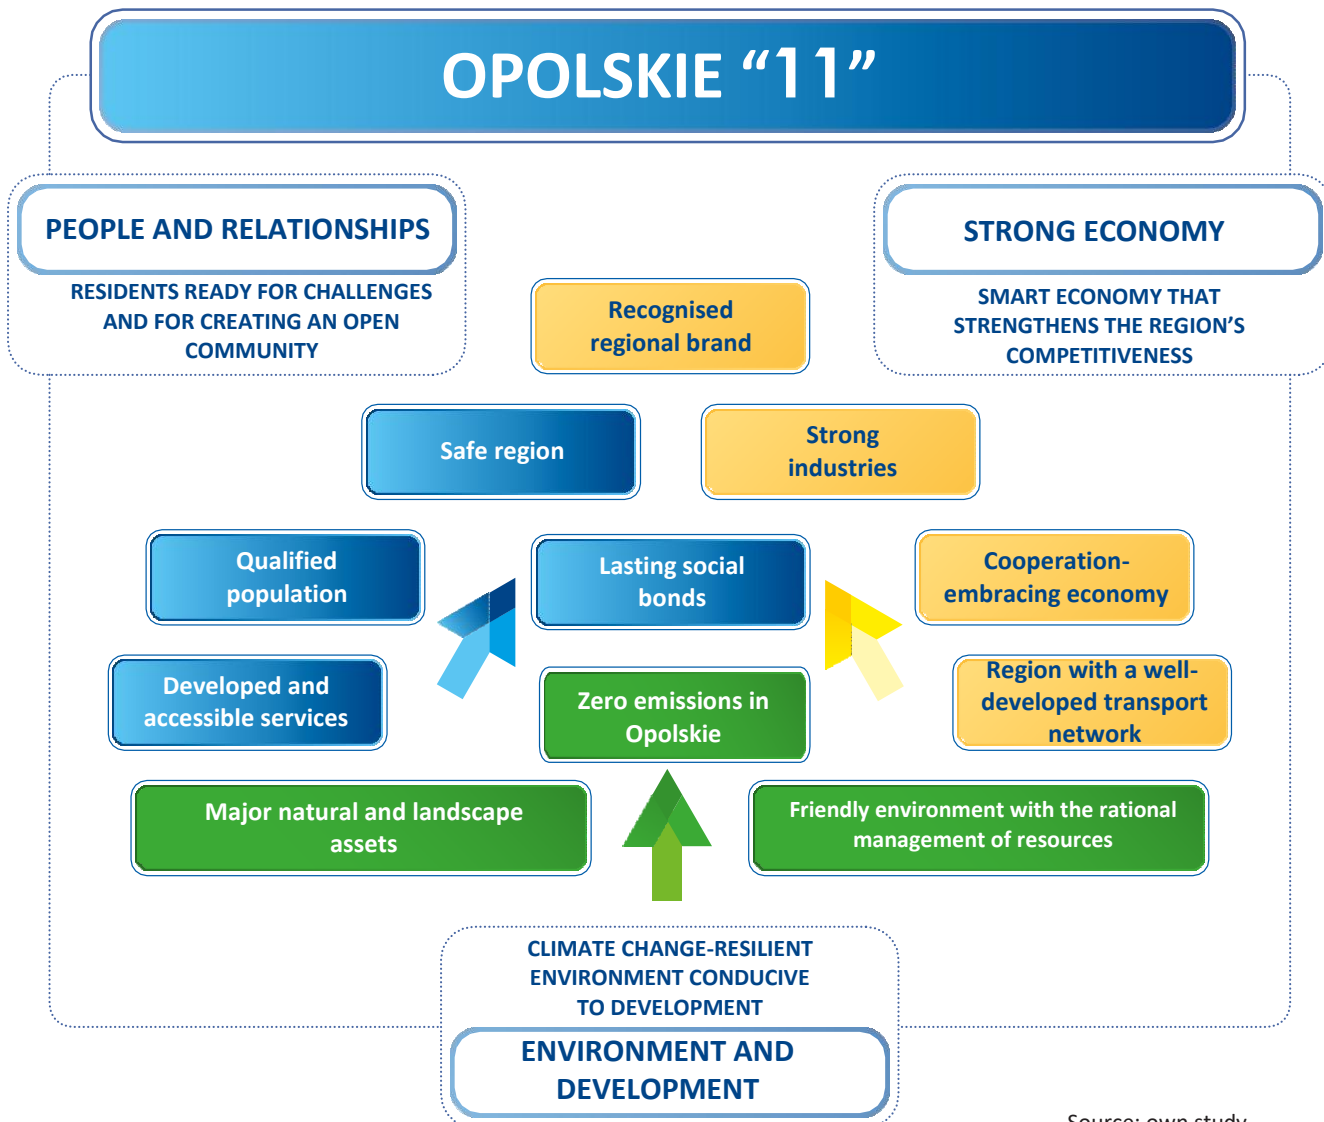 OPOLSKIE “11”
PEOPLE AND RELATIONSHIPS
RESIDENTS READY FOR CHALLENGES
AND FOR CREATING AN OPEN
COMMUNITY
STRONG ECONOMY
SMART ECONOMY THAT
STRENGTHENS THE REGION’S
COMPETITIVENESS
Recognised
regional brand
Safe region
Strong
industries
Qualified
population
Lasting social
bonds
Cooperation-
embracing economy
Developed and
accessible services
Zero emissions in
Opolskie
Region with a well-
developed transport
network
Major natural and landscape
assets
Friendly environment with the rational
management of resources
CLIMATE CHANGE-RESILIENT
ENVIRONMENT CONDUCIVE
TO DEVELOPMENT
ENVIRONMENT AND
DEVELOPMENT
Source: own study